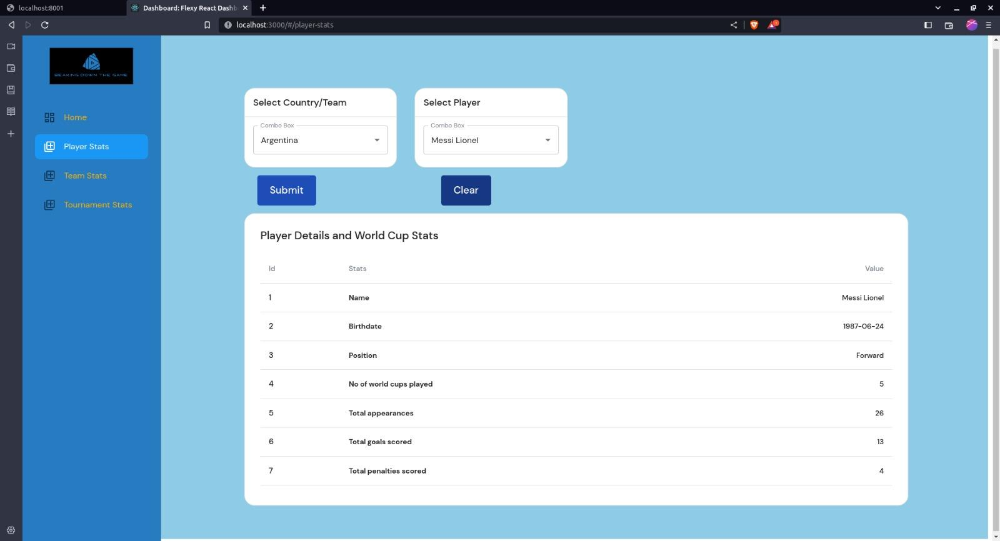 localhost:8001
Dashboard: Flexy React Dashb
localhost:3000/#/player-stats
BEAKING DOWN THE GAME
Home
Player Stats
Team Stats
Tournament Stats
Select Country/Team
Combo Box
Argentina
Select Player
Combo Box
Messi Lionel
Submit
Clear
Player Details and World Cup Stats
Id Stats Value
1 Name Messi Lionel
2 Birthdate 1987-06-24
3 Position Forward
4 No of world cups played 5
5 Total appearances 26
6 Total goals scored 13
7 Total penalties scored 4